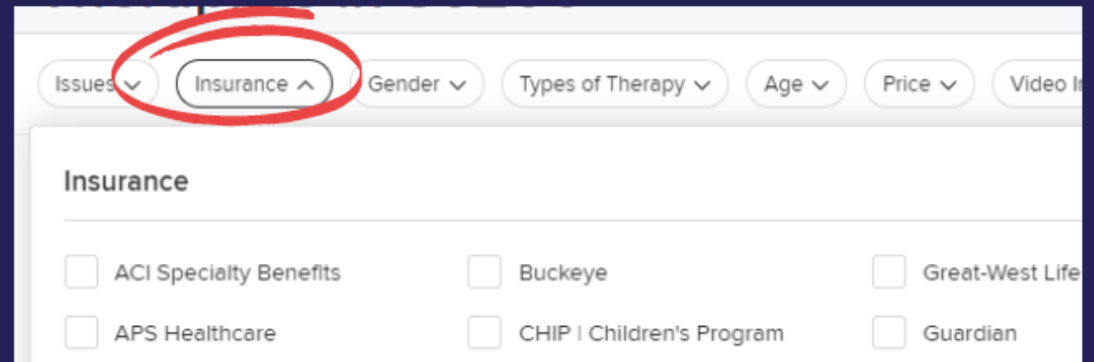 Issues Insurance Gender Types of Therapy Age Price Video
Insurance
ACI Specialty Benefits Buckeye Great-West Life
APS Healthcare CHIP | Children's Program Guardian